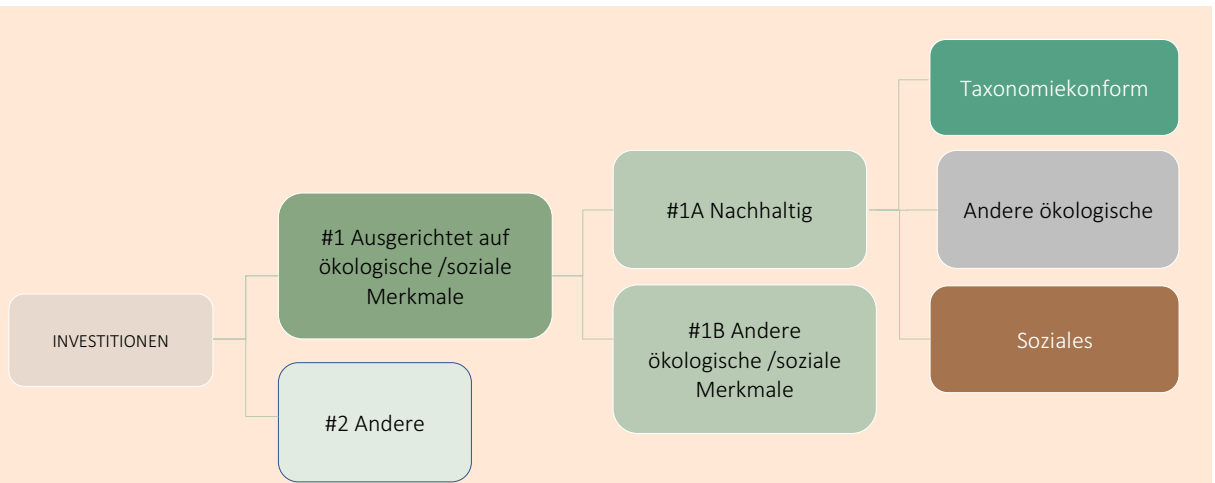 INVESTITIONEN
#1 Ausgerichtet auf
ökologische /soziale
Merkmale
#2 Andere
#1A Nachhaltig
#1B Andere
ökologische /soziale
Merkmale
Taxonomiekonform
Andere ökologische
Soziales